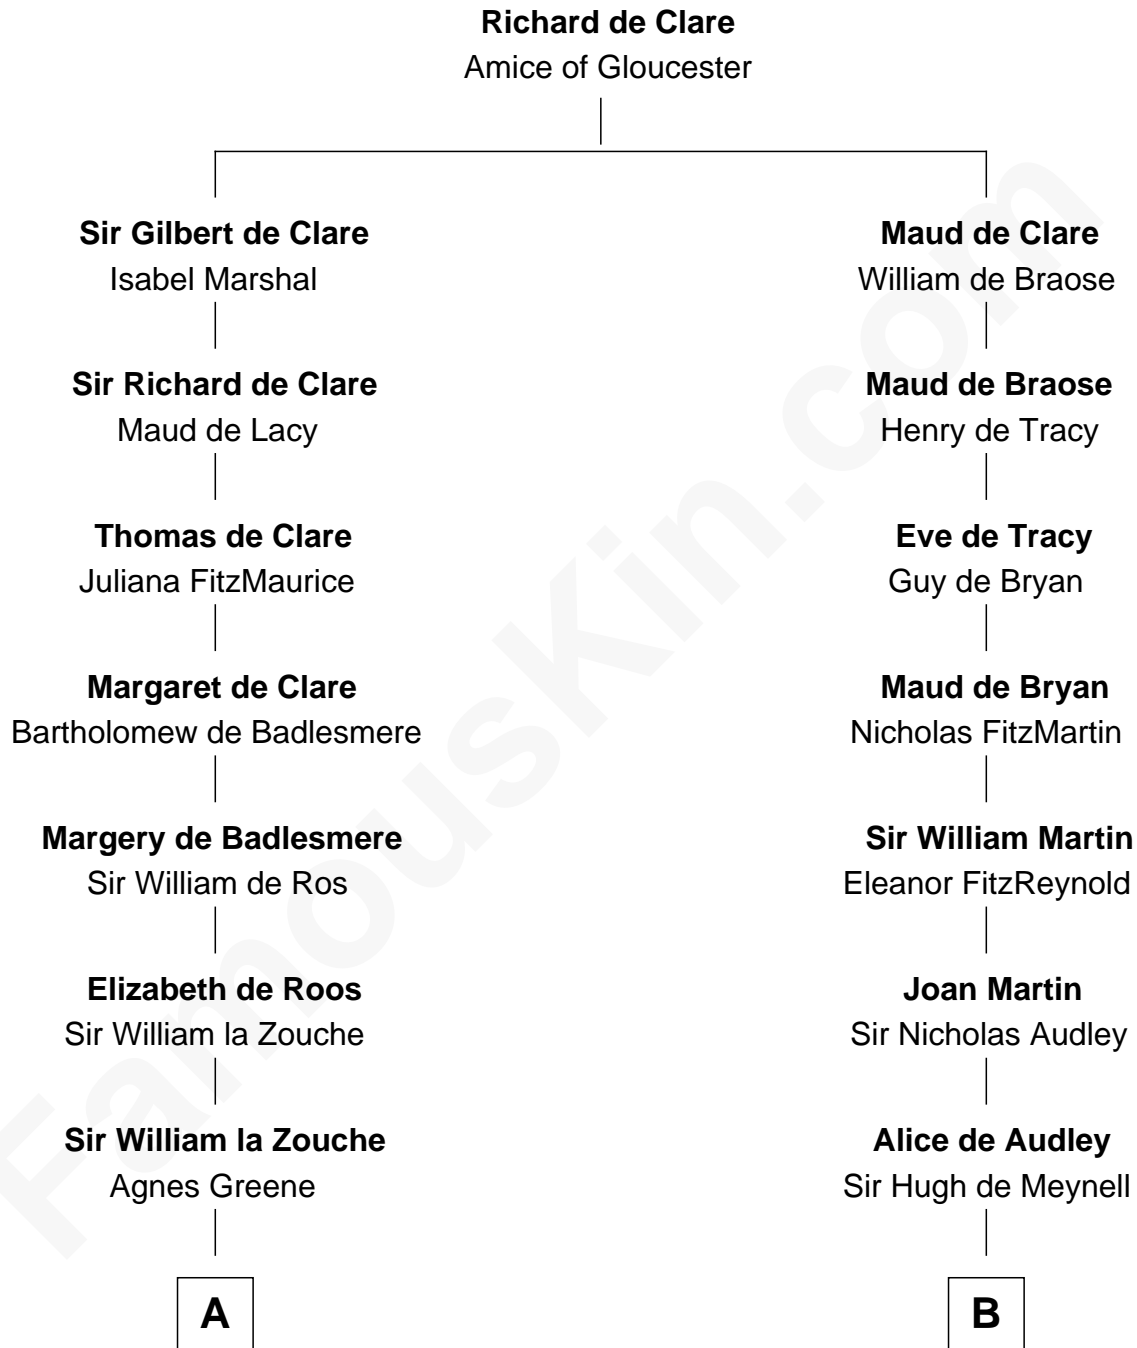 Richard de Clare
Amice of Gloucester
Sir Gilbert de Clare
Isabel Marshal
Maud de Clare
William de Braose
Sir Richard de Clare
Maud de Lacy
Maud de Braose
Henry de Tracy
Thomas de Clare
Juliana FitzMaurice
Eve de Tracy
Guy de Bryan
Margaret de Clare
Bartholomew de Badlesmere
Maud de Bryan
Nicholas FitzMartin
Margery de Badlesmere
Sir William de Ros
Sir William Martin
Eleanor FitzReynold
Elizabeth de Roos
Sir William la Zouche
Joan Martin
Sir Nicholas Audley
Sir William la Zouche
Agnes Greene
Alice de Audley
Sir Hugh de Meynell
A
B
FamousKin.com